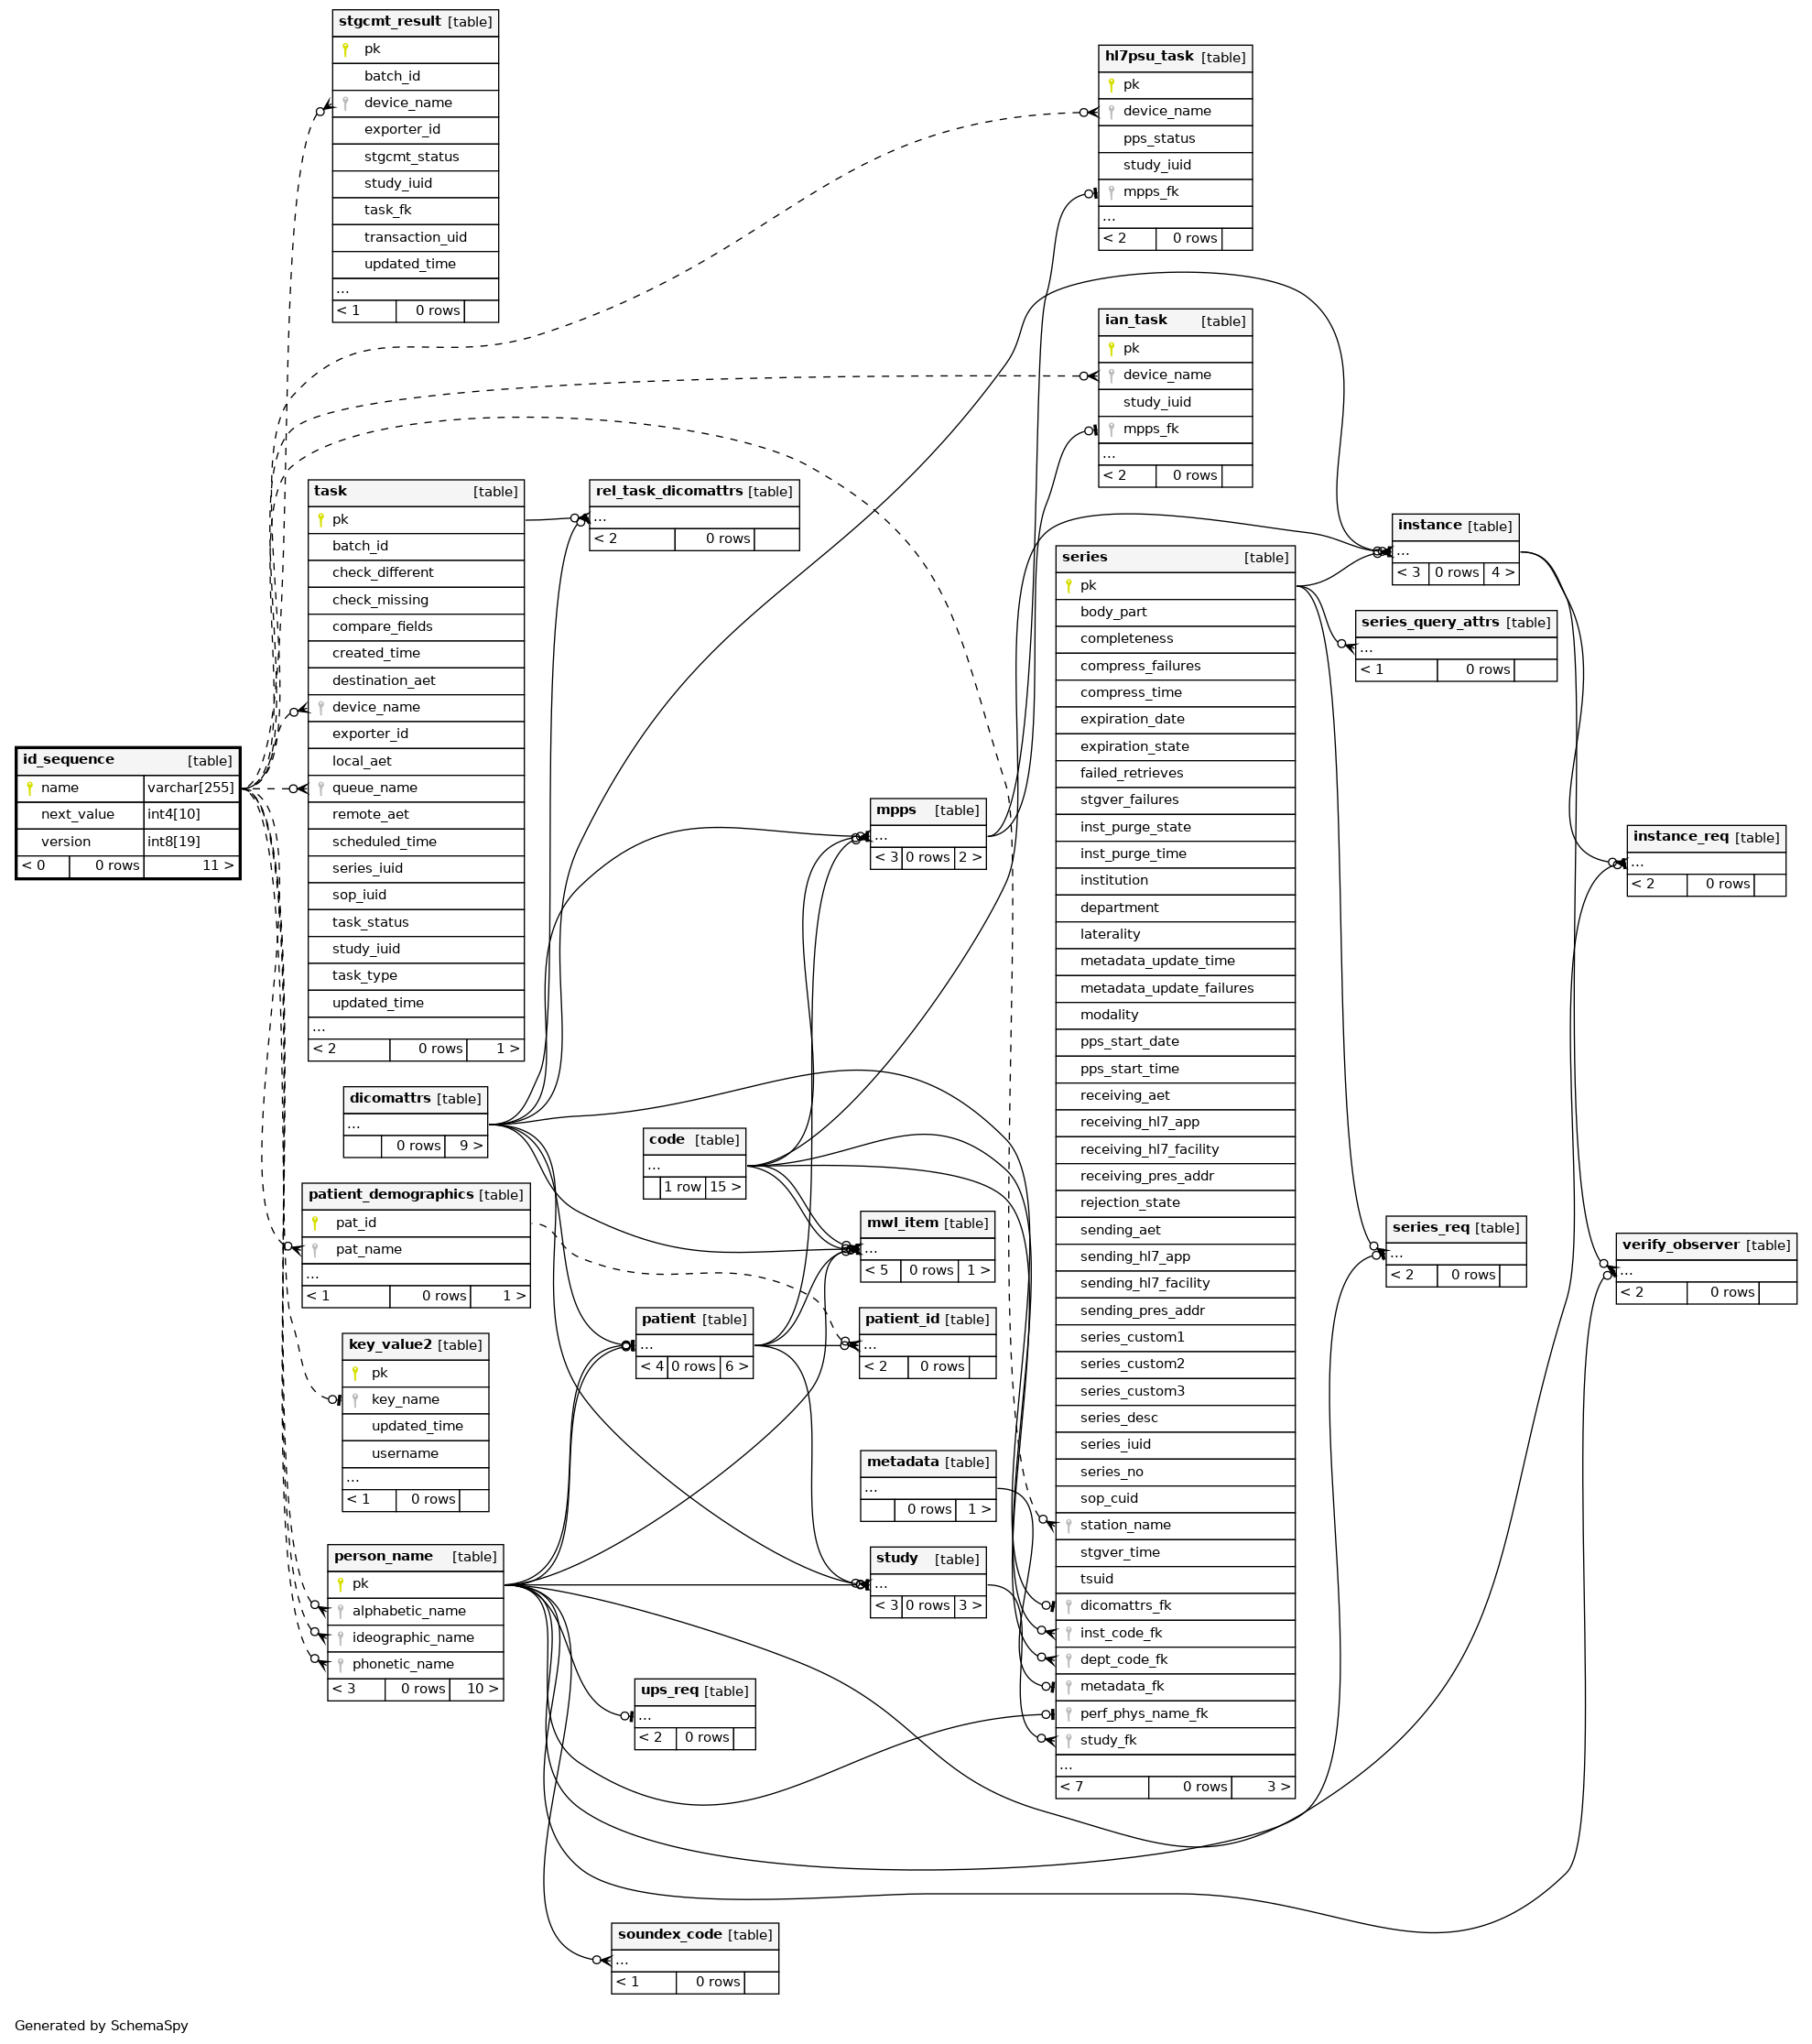 stgcmt_result [table]
pk
batch_id
device_name
exporter_id
stgcmt_status
study_iuid
task_fk
transaction_uid
updated_time
...
< 1 0 rows
hl7psu_task [table]
pk
device_name
pps_status
study_iuid
mpps_fk
...
< 2 0 rows
ian_task [table]
pk
device_name
study_iuid
mpps_fk
...
< 2 0 rows
task [table]
pk
batch_id
check_different
check_missing
compare_fields
created_time
destination_aet
device_name
exporter_id
local_aet
queue_name
remote_aet
scheduled_time
series_iuid
sop_iuid
task_status
study_iuid
task_type
updated_time
...
< 2 0 rows 1 >
rel_task_dicomattrs [table]
...
< 2 0 rows
instance [table]
...
< 3 0 rows 4 >
series [table]
pk
body_part
completeness
compress_failures
compress_time
expiration_date
expiration_state
failed_retrieves
stgver_failures
inst_purge_state
inst_purge_time
institution
department
laterality
metadata_update_time
metadata_update_failures
modality
pps_start_date
pps_start_time
receiving_aet
receiving_hl7_app
receiving_hl7_facility
receiving_pres_addr
rejection_state
sending_aet
sending_hl7_app
sending_hl7_facility
sending_pres_addr
series_custom1
series_custom2
series_custom3
series_desc
series_iuid
series_no
sop_cuid
station_name
stgver_time
tsuid
dicomattrs_fk
inst_code_fk
dept_code_fk
metadata_fk
perf_phys_name_fk
study_fk
...
< 7 0 rows 3 >
series_query_attrs [table]
...
< 1 0 rows
id_sequence [table]
name varchar[255]
next_value int4[10]
version int8[19]
< 0 0 rows 11 >
mpps [table]
...
< 3 0 rows 2 >
instance_req [table]
...
< 2 0 rows
dicomattrs [table]
...
0 rows 9 >
code [table]
...
1 row 15 >
patient_demographics [table]
pat_id
pat_name
...
< 1 0 rows 1 >
mwl_item [table]
...
< 5 0 rows 1 >
series_req [table]
...
< 2 0 rows
verify_observer [table]
...
< 2 0 rows
patient [table]
...
< 4 0 rows 6 >
patient_id [table]
...
< 2 0 rows
key_value2 [table]
pk
key_name
updated_time
username
...
< 1 0 rows
metadata [table]
...
0 rows 1 >
person_name [table]
pk
alphabetic_name
ideographic_name
phonetic_name
< 3 0 rows 10 >
study [table]
...
< 3 0 rows 3 >
ups_req [table]
...
< 2 0 rows
soundex_code [table]
...
< 1 0 rows
Generated by SchemaSpy